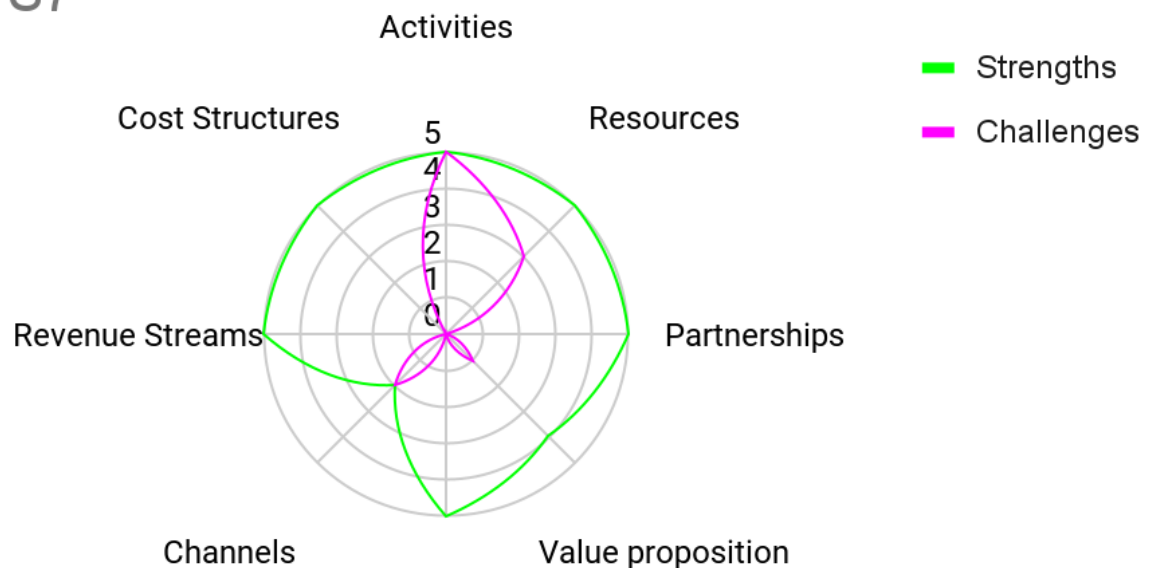 Activities
Strengths
Cost Structures
Resources
Challenges
5
4
3
2
1
0
Revenue Streams
Partnerships
Channels
Value proposition